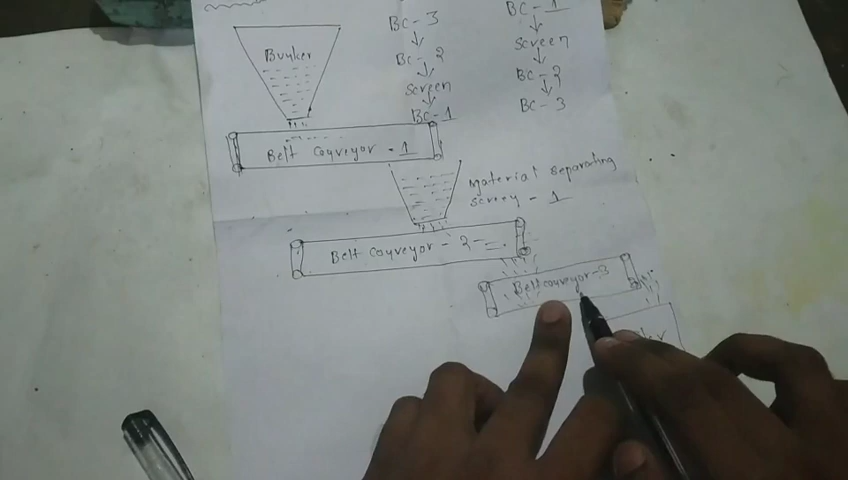 BC-3
BC-2
screen
BC-1
BC-1
screen
BC-2
BC-3
Bunker
Belt Conveyor - 1
Material separating
screen - 1
Belt conveyor - 2
Belt conveyor-3